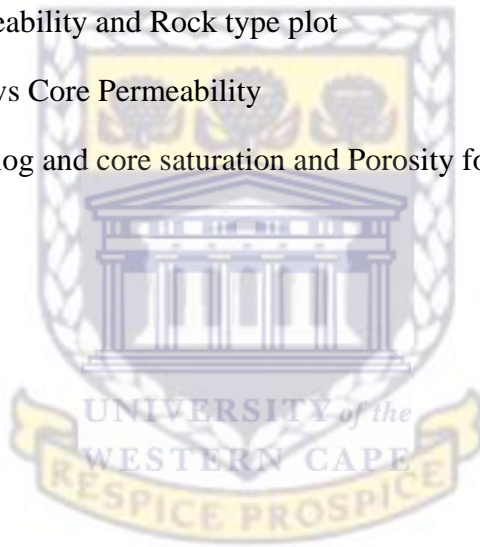 eability and Rock type plot
ys Core Permeability
log and core saturation and Porosity fo
UNIVERSITY of the
WESTERN CAPE
RESPICE PROSPICE